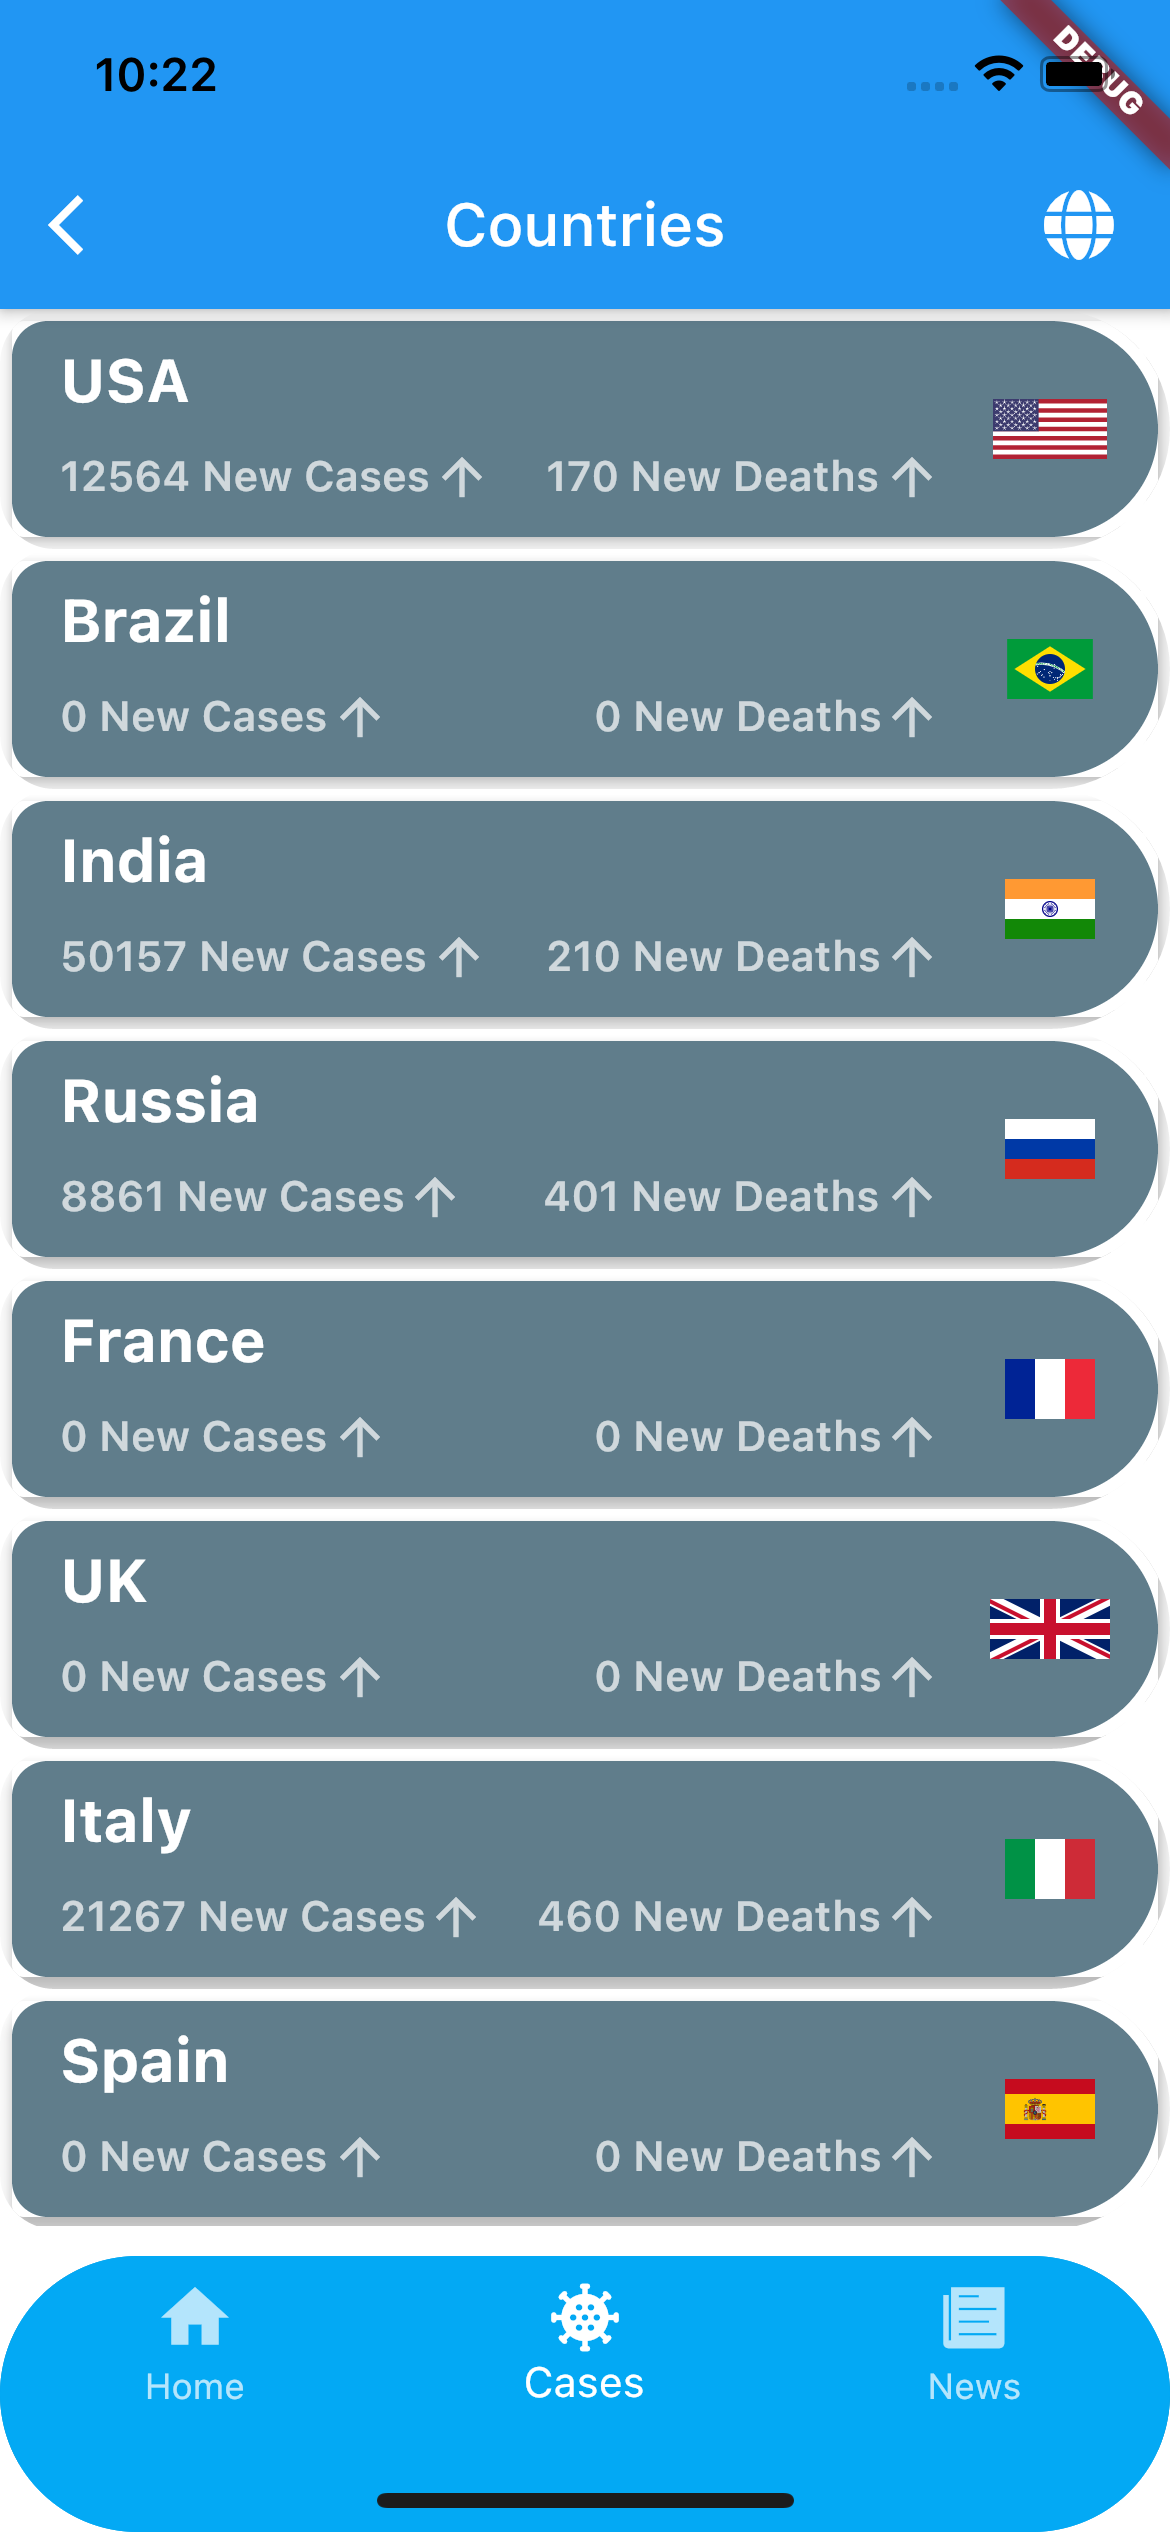 10:22
DEBUG
Countries
USA
12564 New Cases 170 New Deaths
Brazil
0 New Cases 0 New Deaths
India
50157 New Cases 210 New Deaths
Russia
8861 New Cases 401 New Deaths
France
0 New Cases 0 New Deaths
UK
0 New Cases 0 New Deaths
Italy
21267 New Cases 460 New Deaths
Spain
0 New Cases 0 New Deaths
Home Cases News